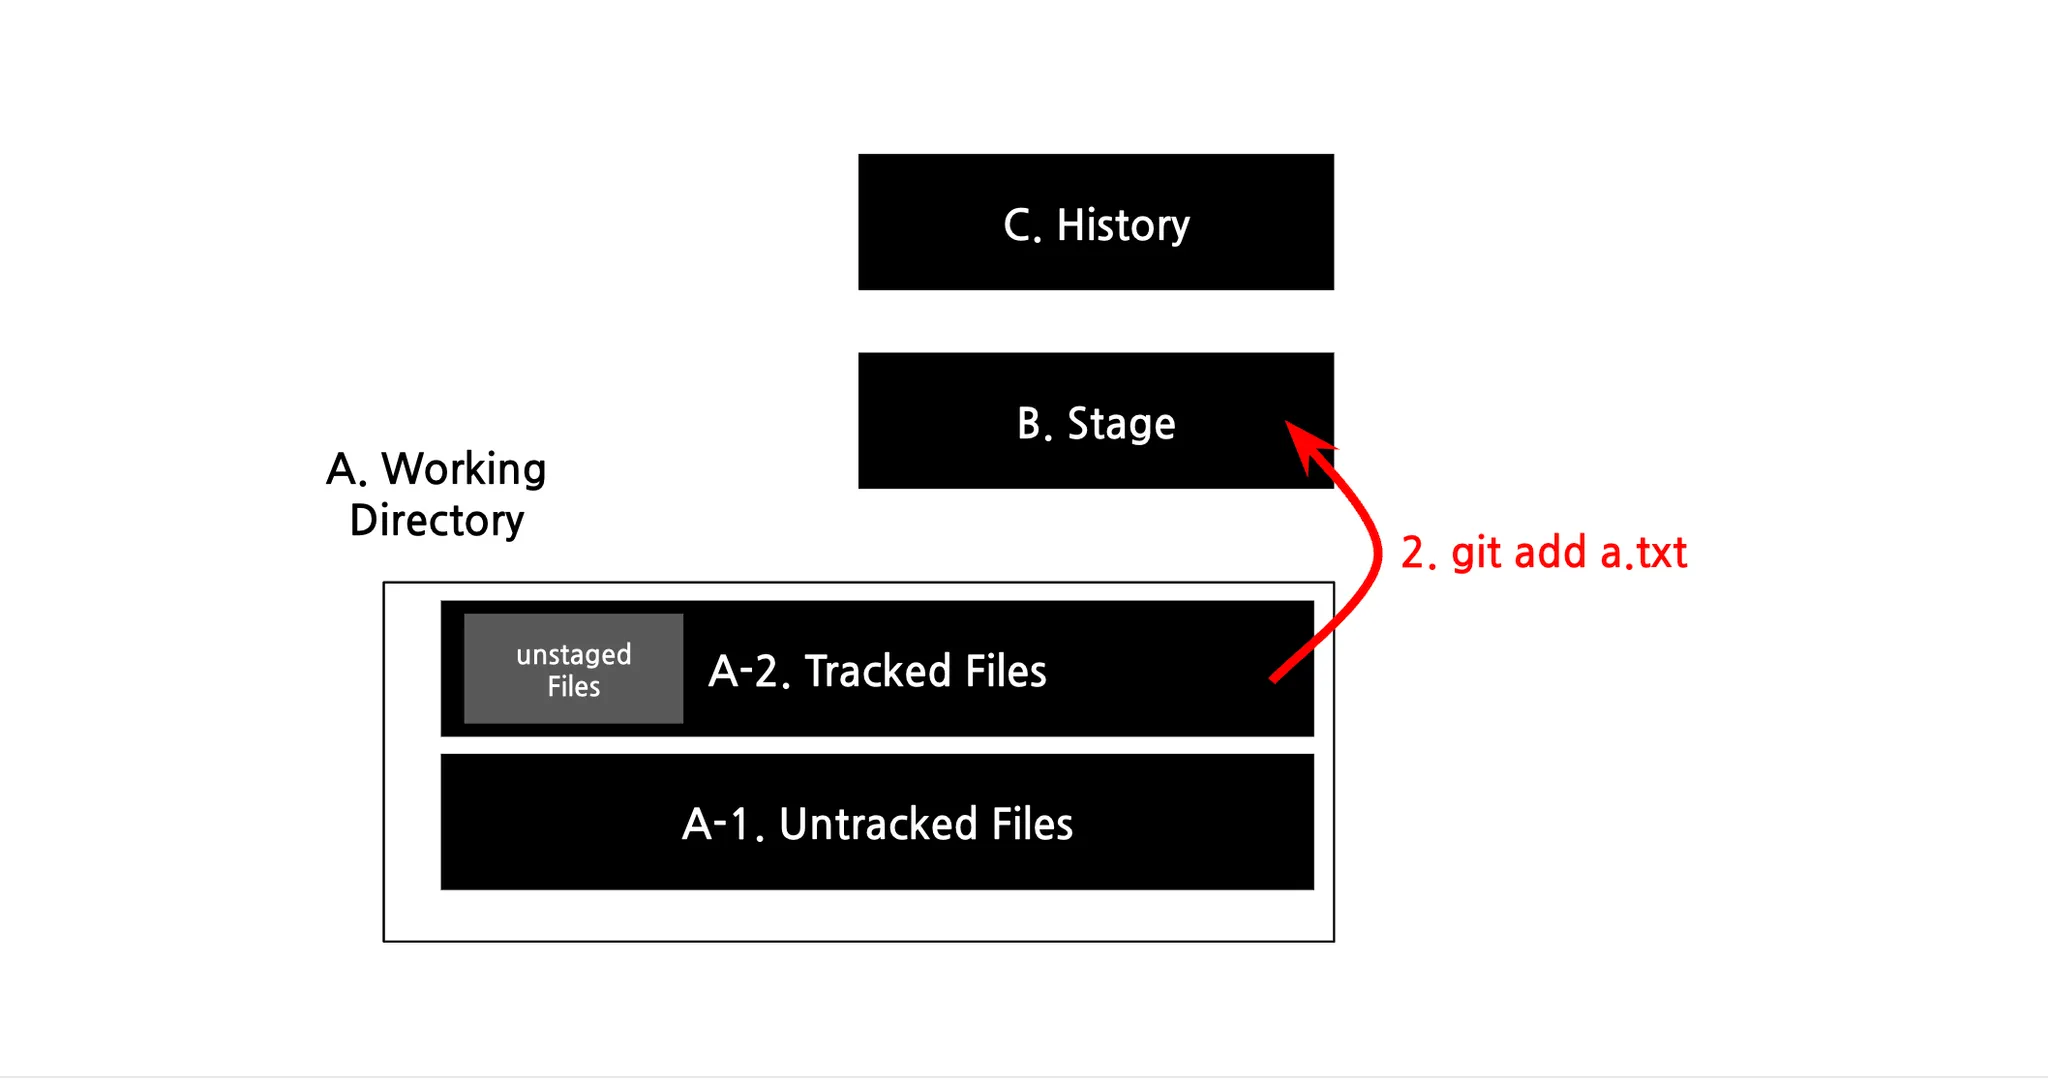 C. History
B. Stage
A. Working
Directory
2. git add a.txt
unstaged
Files
A-2. Tracked Files
A-1. Untracked Files